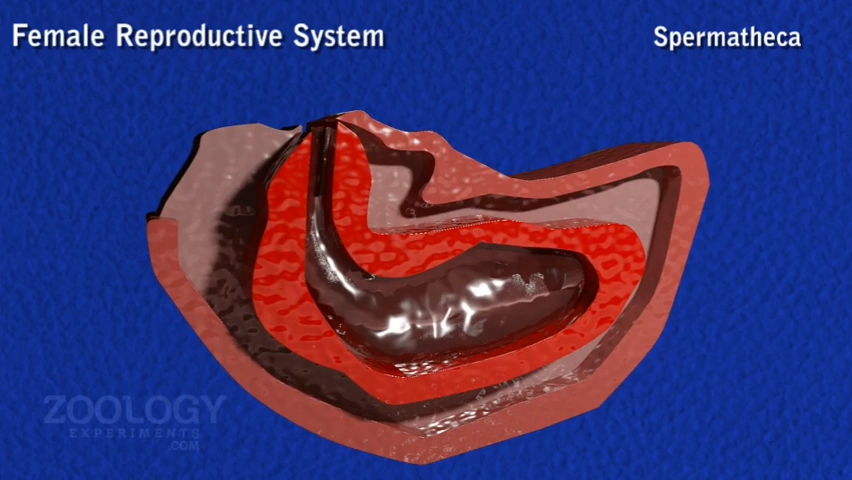 Female Reproductive System
Spermatheca
ZOOLOGY
EXPERIMENTS
.COM